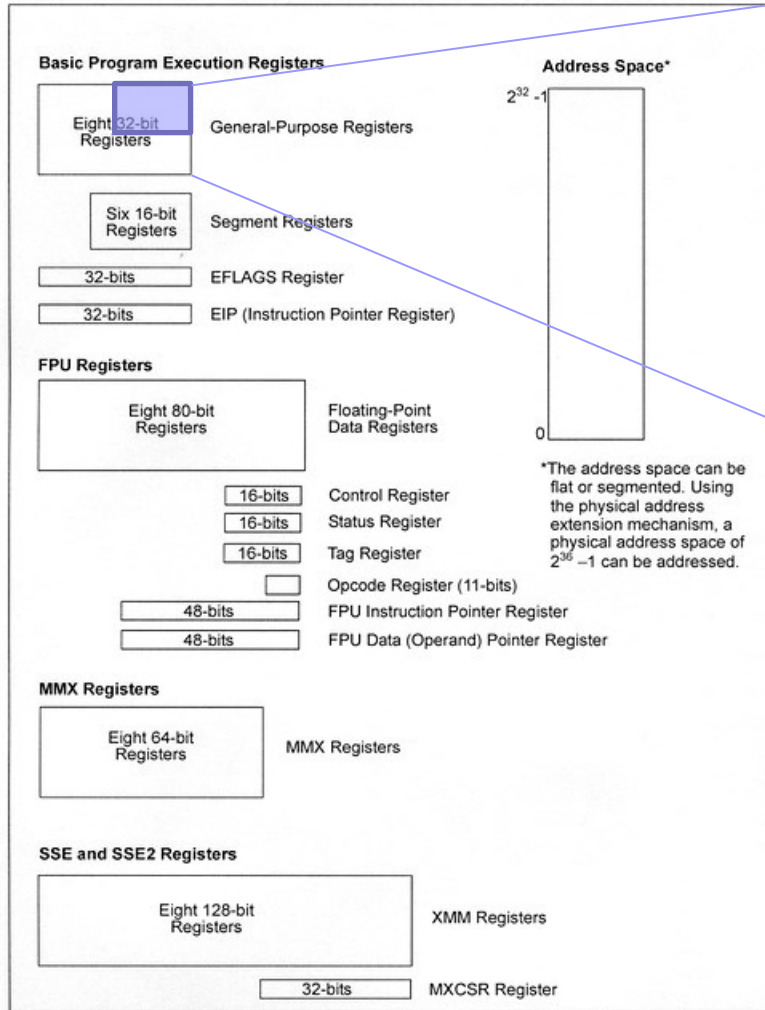 Basic Program Execution Registers
Eight 32-bit
Registers
General-Purpose Registers
Six 16-bit
Registers
Segment Registers
32-bits
EFLAGS Register
32-bits
EIP (Instruction Pointer Register)
Address Space*
2³² -1
0
*The address space can be
flat or segmented. Using
the physical address
extension mechanism, a
physical address space of
2³⁶ –1 can be addressed.
FPU Registers
Eight 80-bit
Registers
Floating-Point
Data Registers
16-bits
Control Register
16-bits
Status Register
16-bits
Tag Register
Opcode Register (11-bits)
48-bits
FPU Instruction Pointer Register
48-bits
FPU Data (Operand) Pointer Register
MMX Registers
Eight 64-bit
Registers
MMX Registers
SSE and SSE2 Registers
Eight 128-bit
Registers
XMM Registers
32-bits
MXCSR Register